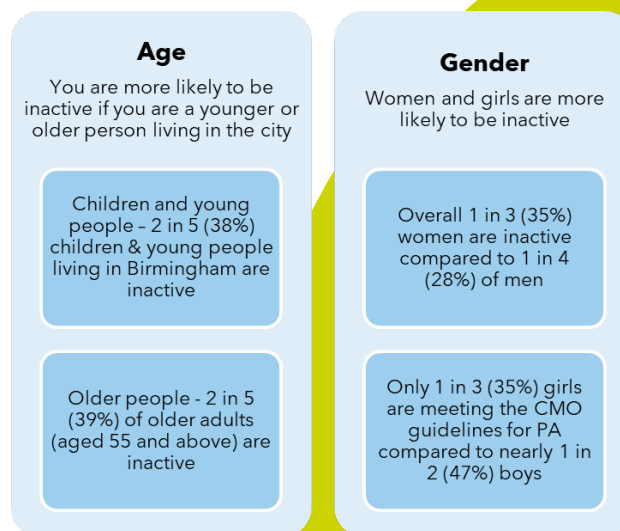 Age
You are more likely to be
inactive if you are a younger or
older person living in the city
Children and young
people – 2 in 5 (38%)
children & young people
living in Birmingham are
inactive
Older people - 2 in 5
(39%) of older adults
(aged 55 and above) are
inactive
Gender
Women and girls are more
likely to be inactive
Overall 1 in 3 (35%)
women are inactive
compared to 1 in 4
(28%) of men
Only 1 in 3 (35%) girls
are meeting the CMO
guidelines for PA
compared to nearly 1 in
2 (47%) boys